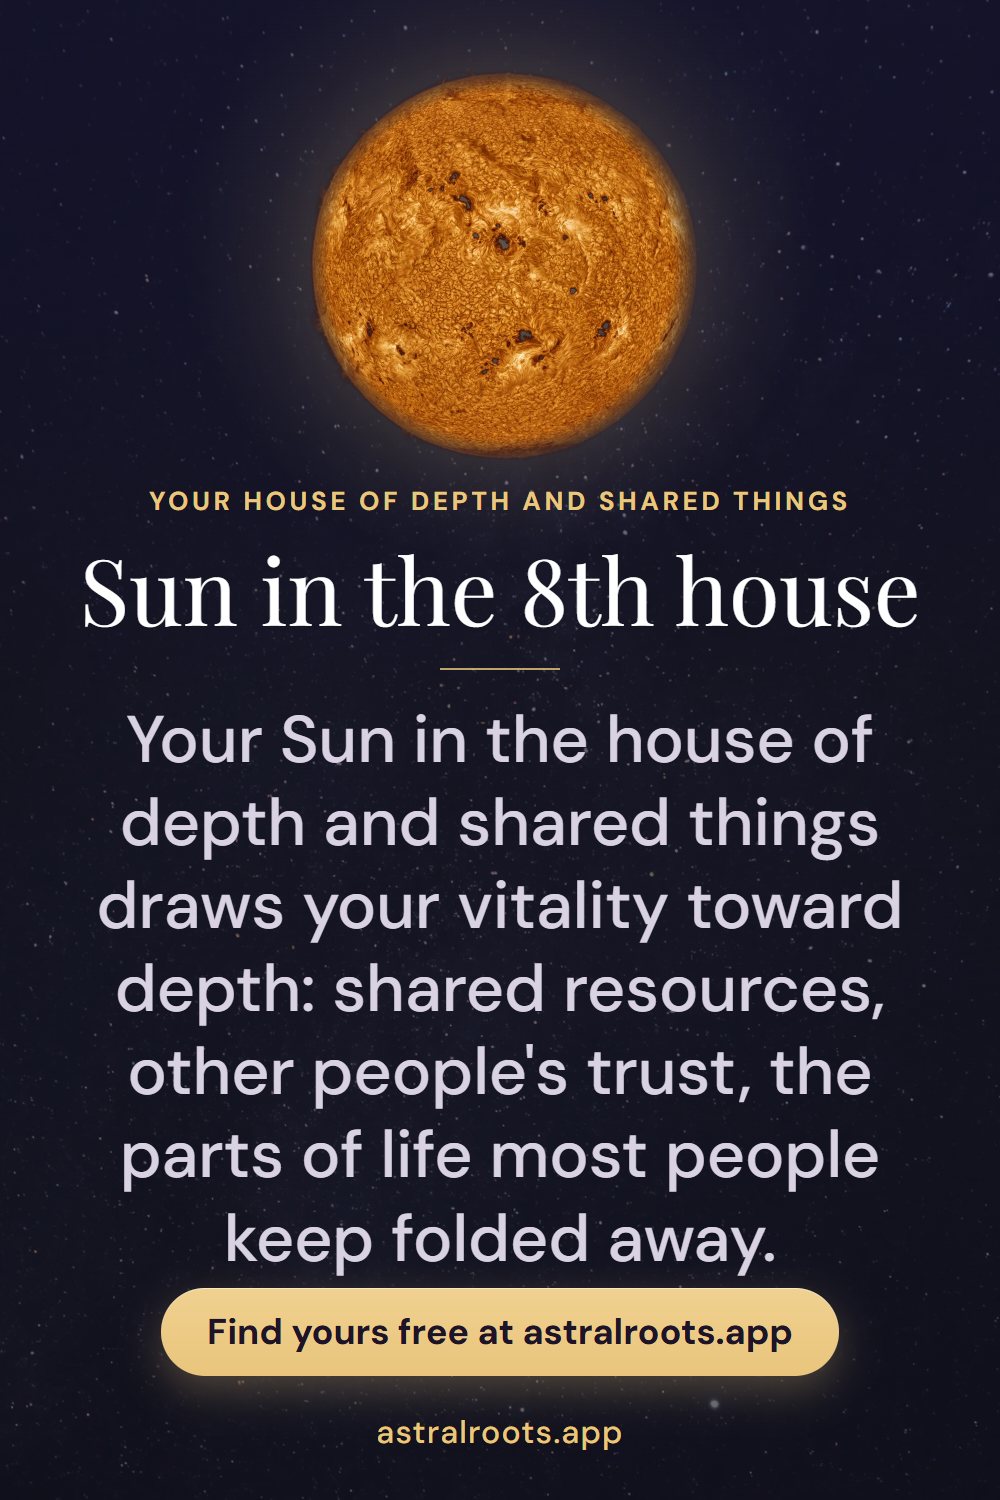 YOUR HOUSE OF DEPTH AND SHARED THINGS
Sun in the 8th house
Your Sun in the house of
depth and shared things
draws your vitality toward
depth: shared resources,
other people's trust, the
parts of life most people
keep folded away.
Find yours free at astralroots.app
astralroots.app